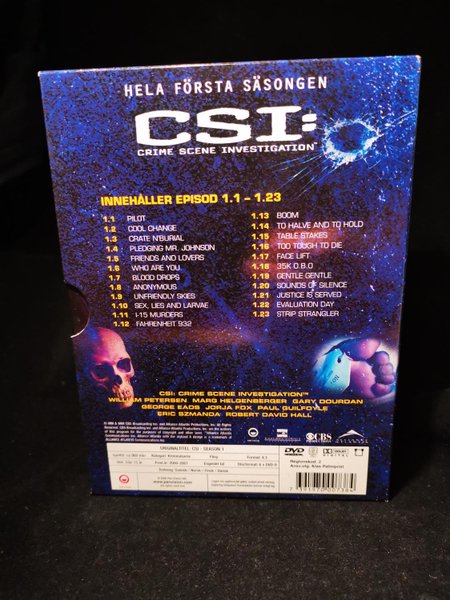 HELA FÖRSTA SÄSONGEN
CSI:
CRIME SCENE INVESTIGATION™
INNEHÅLLER EPISOD 1.1 – 1.23
1.1 PILOT
1.2 COOL CHANGE
1.3 CRATE N'BURIAL
1.4 PLEDGING MR. JOHNSON
1.5 FRIENDS AND LOVERS
1.6 WHO ARE YOU
1.7 BLOOD DROPS
1.8 ANONYMOUS
1.9 UNFRIENDLY SKIES
1.10 SEX, LIES AND LARVAE
1.11 I-15 MURDERS
1.12 FAHRENHEIT 932
1.13 BOOM
1.14 TO HALVE AND TO HOLD
1.15 TABLE STAKES
1.16 TOO TOUGH TO DIE
1.17 FACE LIFT
1.18 35K O.B.O
1.19 GENTLE GENTLE
1.20 SOUNDS OF SILENCE
1.21 JUSTICE IS SERVED
1.22 EVALUATION DAY
1.23 STRIP STRANGLER
CSI: CRIME SCENE INVESTIGATION™
WILLIAM PETERSEN MARG HELGENBERGER GARY DOURDAN
GEORGE EADS JORJA FOX PAUL GUILFOYLE
ERIC SZMANDA ROBERT DAVID HALL
CBS
DVD
ORIGINALTITEL: CSI - SEASON 1
Regionskod: 2
7391970007384